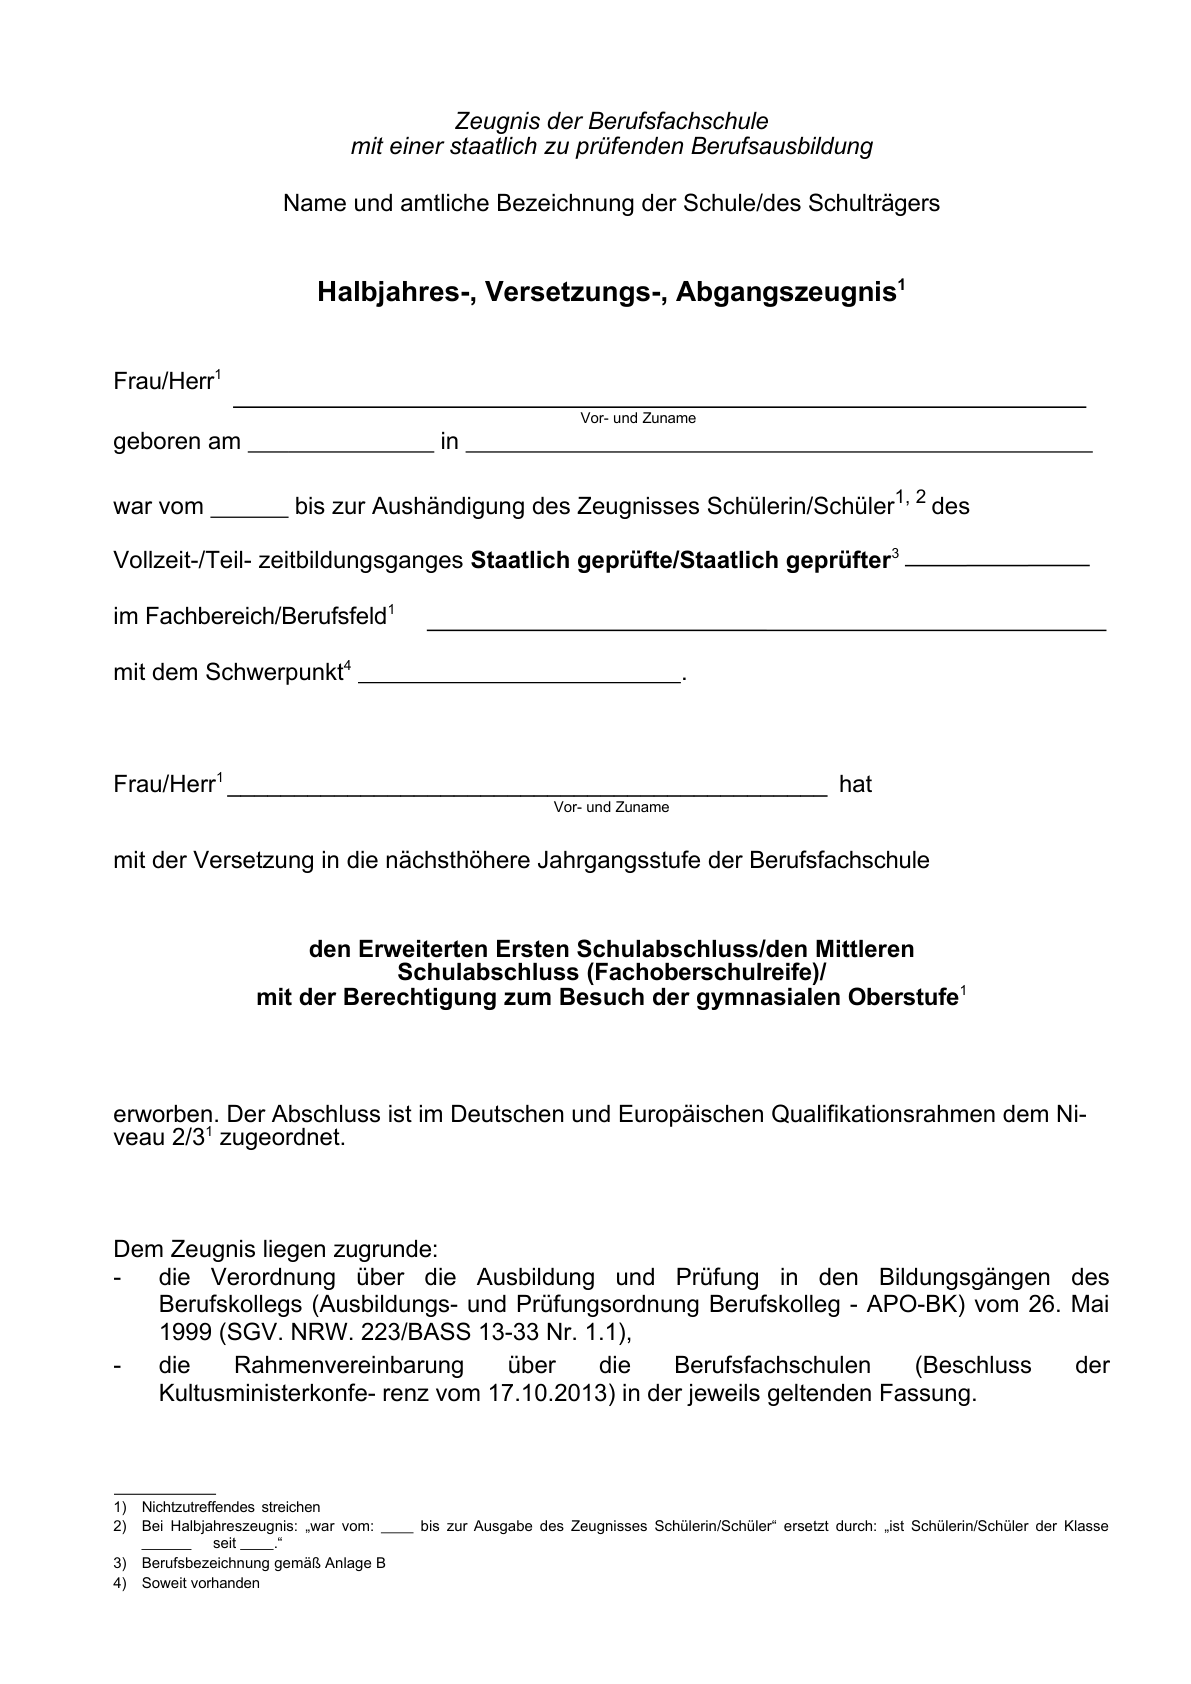 Zeugnis der Berufsfachschule
mit einer staatlich zu prüfenden Berufsausbildung
Name und amtliche Bezeichnung der Schule/des Schulträgers
Halbjahres-, Versetzungs-, Abgangszeugnis1
Frau/Herr1
Vor- und Zuname
geboren am ______________ in _______________________________________________
war vom ______ bis zur Aushändigung des Zeugnisses Schülerin/Schüler1, 2 des
Vollzeit-/Teil- zeitbildungsganges Staatlich geprüfte/Staatlich geprüfter3
im Fachbereich/Berufsfeld1
mit dem Schwerpunkt4 ________________________.
Frau/Herr1 _____________________________________________ hat
Vor- und Zuname
mit der Versetzung in die nächsthöhere Jahrgangsstufe der Berufsfachschule
den Erweiterten Ersten Schulabschluss/den Mittleren
Schulabschluss (Fachoberschulreife)/
mit der Berechtigung zum Besuch der gymnasialen Oberstufe1
erworben. Der Abschluss ist im Deutschen und Europäischen Qualifikationsrahmen dem Ni-
veau 2/31 zugeordnet.
Dem Zeugnis liegen zugrunde:
- die Verordnung über die Ausbildung und Prüfung in den Bildungsgängen des
Berufskollegs (Ausbildungs- und Prüfungsordnung Berufskolleg - APO-BK) vom 26. Mai
1999 (SGV. NRW. 223/BASS 13-33 Nr. 1.1),
- die Rahmenvereinbarung über die Berufsfachschulen (Beschluss der
Kultusministerkonfe- renz vom 17.10.2013) in der jeweils geltenden Fassung.
1) Nichtzutreffendes streichen
2) Bei Halbjahreszeugnis: „war vom: ____ bis zur Ausgabe des Zeugnisses Schülerin/Schüler“ ersetzt durch: „ist Schülerin/Schüler der Klasse
______ seit ____.“
3) Berufsbezeichnung gemäß Anlage B
4) Soweit vorhanden